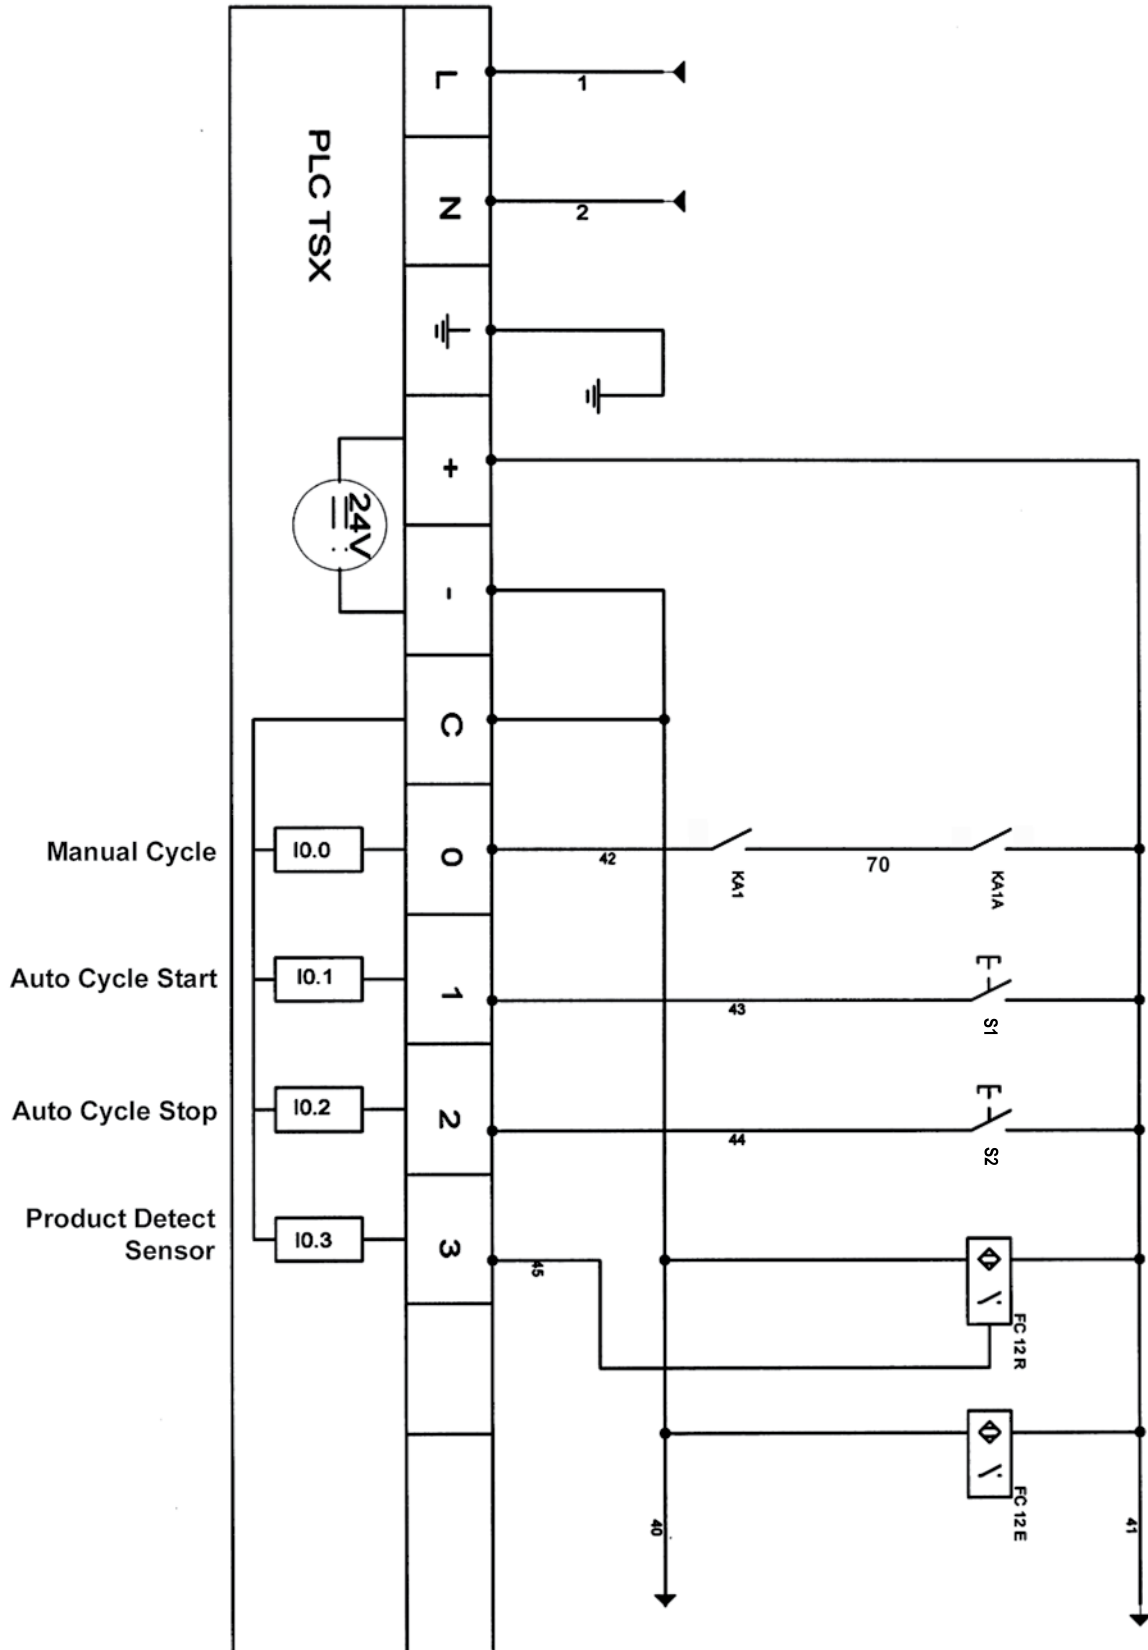 L
1
N
2
PLC TSX
+
24V
-
C
Manual Cycle
I0.0
0
42
KA1
70
KA1A
Auto Cycle Start
I0.1
1
43
S1
Auto Cycle Stop
I0.2
2
44
S2
Product Detect
Sensor
I0.3
3
45
FC 12 R
FC 12 E
40
41